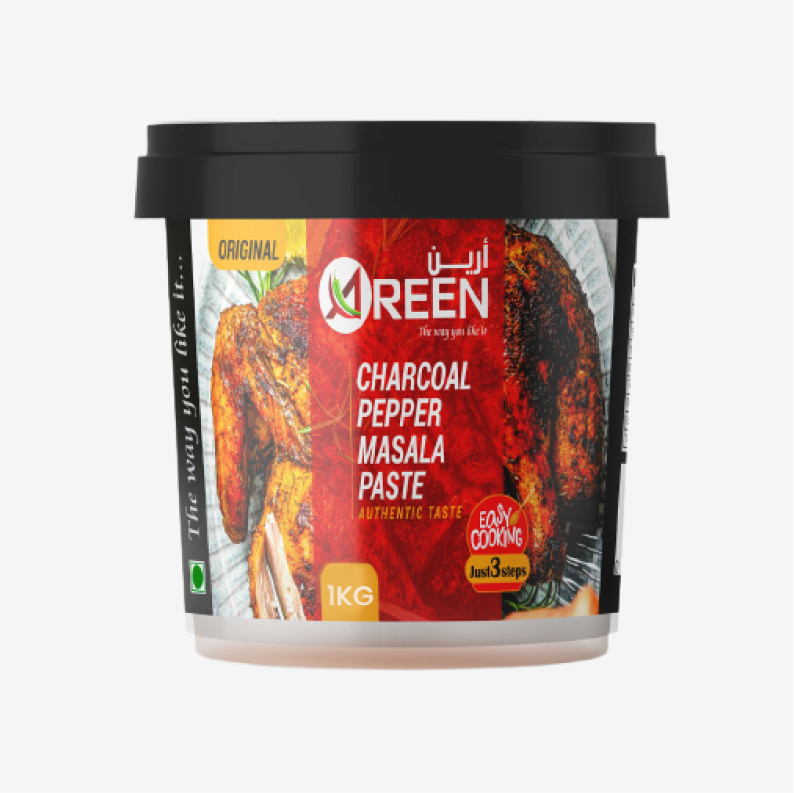 ORIGINAL
أرين
AREEN
The way you like it
CHARCOAL
PEPPER
MASALA
PASTE
AUTHENTIC TASTE
EASY
COOKING
Just 3 steps
1KG
The way you like it...